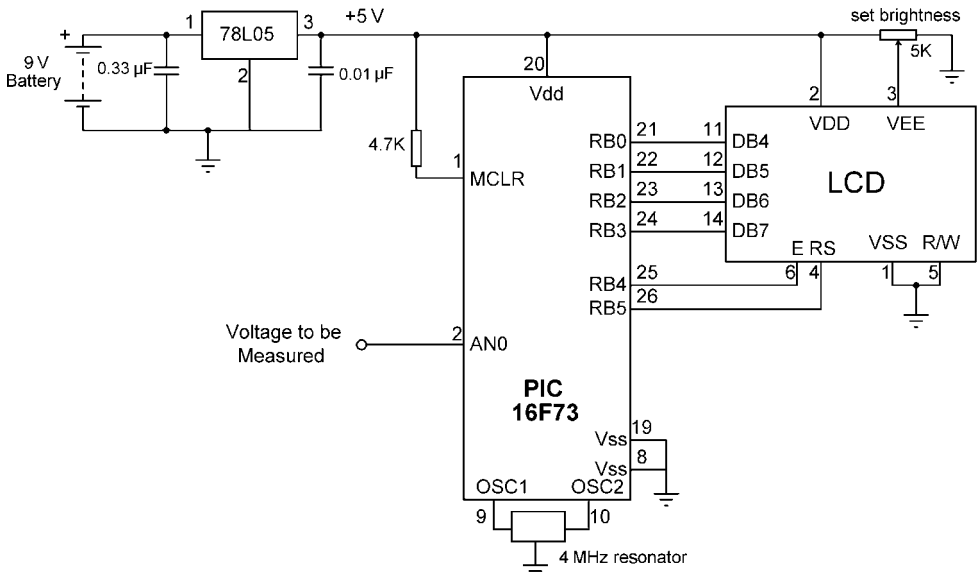 +5 V
set brightness
1
78L05
3
+
5K
9 V
Battery
0.33 µF
2
0.01 µF
20
Vdd
2
3
VDD
VEE
4.7K
1
MCLR
RB0
21
11
DB4
RB1
22
12
DB5
RB2
23
13
DB6
RB3
24
14
DB7
LCD
E RS
VSS
R/W
6
4
1
5
RB4
25
RB5
26
Voltage to be
Measured
2
AN0
PIC
16F73
Vss
19
Vss
8
OSC1
OSC2
9
10
4 MHz resonator